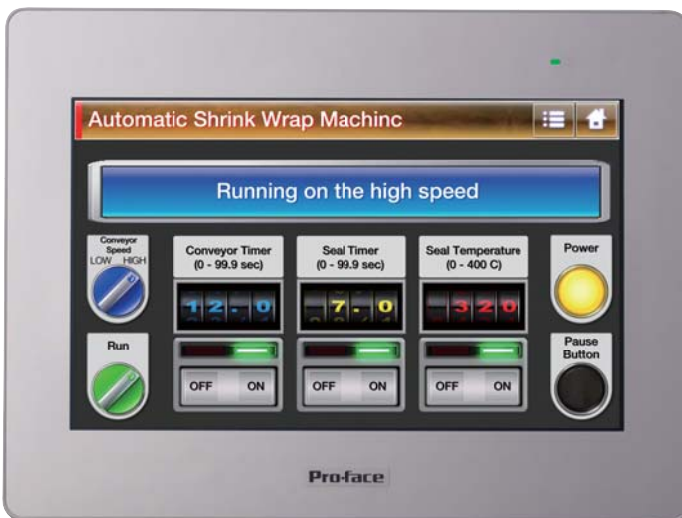 Automatic Shrink Wrap Machinc
Running on the high speed
Conveyor
Speed
LOW HIGH
Conveyor Timer
(0 - 99.9 sec)
Seal Timer
(0 - 99.9 sec)
Seal Temperature
(0 - 400 C)
Power
12.0
7.0
320
Run
Pause
Button
OFF ON
OFF ON
OFF ON
Pro-face